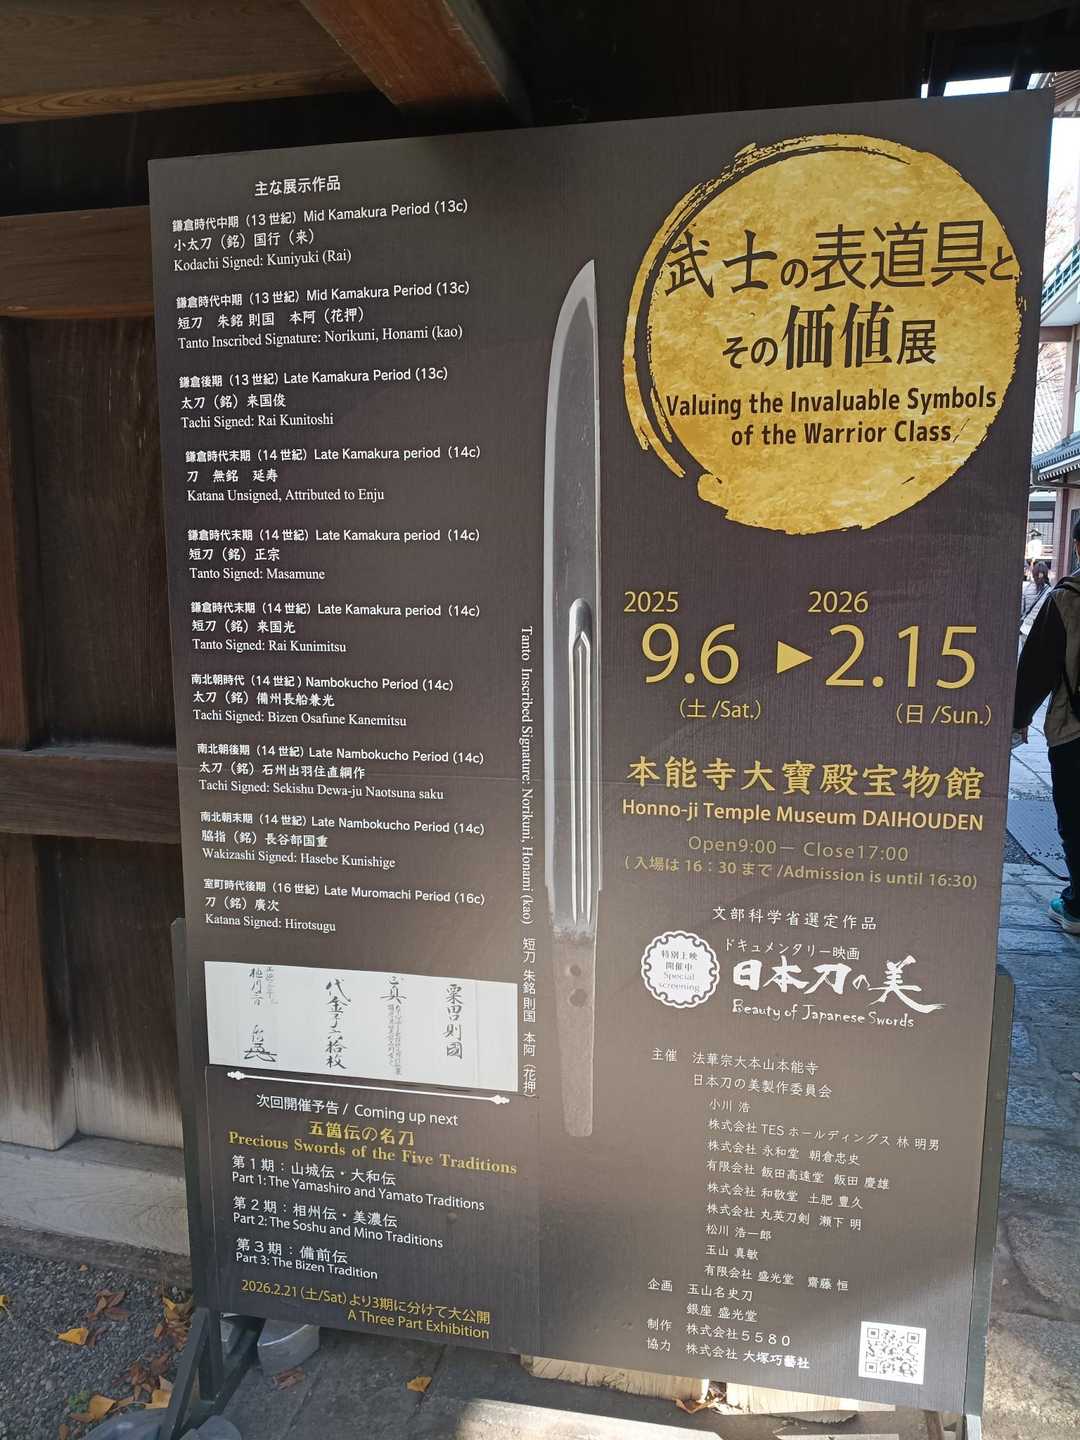 主な展示作品
鎌倉時代中期（13世紀）Mid Kamakura Period (13c)
小太刀（銘）国行（来）
Kodachi Signed: Kuniyuki (Rai)
鎌倉時代中期（13世紀）Mid Kamakura Period (13c)
短刀　朱銘 則国　本阿（花押）
Tanto Inscribed Signature: Norikuni, Honami (kao)
鎌倉後期（13世紀）Late Kamakura Period (13c)
太刀（銘）来国俊
Tachi Signed: Rai Kunitoshi
鎌倉時代末期（14世紀）Late Kamakura period（14c）
刀　無銘　延寿
Katana Unsigned, Attributed to Enju
鎌倉時代末期（14世紀）Late Kamakura period（14c）
短刀（銘）正宗
Tanto Signed: Masamune
鎌倉時代末期（14世紀）Late Kamakura period（14c）
短刀（銘）来国光
Tanto Signed: Rai Kunimitsu
南北朝時代（14世紀）Nambokucho Period (14c)
太刀（銘）備州長船兼光
Tachi Signed: Bizen Osafune Kanemitsu
南北朝後期（14世紀）Late Nambokucho Period (14c)
太刀（銘）石州出羽住直綱作
Tachi Signed: Sekishu Dewa-ju Naotsuna saku
南北朝末期（14世紀）Late Nambokucho Period (14c)
脇指（銘）長谷部国重
Wakizashi Signed: Hasebe Kunishige
室町時代後期（16世紀）Late Muromachi Period (16c)
刀（銘）廣次
Katana Signed: Hirotsugu
粟田口則國
代金子六拾枚
Tanto Inscribed Signature: Norikuni, Honami (kao)　短刀 朱銘 則国　本阿（花押）
次回開催予告 / Coming up next
五箇伝の名刀
Precious Swords of the Five Traditions
第1期：山城伝・大和伝
Part 1: The Yamashiro and Yamato Traditions
第2期：相州伝・美濃伝
Part 2: The Soshu and Mino Traditions
第3期：備前伝
Part 3: The Bizen Tradition
2026.2.21（土/Sat）より3期に分けて大公開
A Three Part Exhibition
武士の表道具と
その価値展
Valuing the Invaluable Symbols
of the Warrior Class
2025 2026
9.6 ▶ 2.15
（土/Sat.） （日/Sun.）
本能寺大寶殿宝物館
Honno-ji Temple Museum DAIHOUDEN
Open9:00－ Close17:00
（入場は16：30まで/Admission is until 16:30)
文部科学省選定作品
特別上映
開催中
Special
screening
ドキュメンタリー映画
日本刀の美
Beauty of Japanese Swords
主催　法華宗大本山本能寺
日本刀の美製作委員会
小川 浩
株式会社TESホールディングス 林 明男
株式会社 永和堂　朝倉忠史
有限会社 飯田高遠堂　飯田 慶雄
株式会社 和敬堂　土肥 豊久
株式会社 丸英刀剣　瀬下 明
松川 浩一郎
玉山 真敏
有限会社 盛光堂　齋藤 恒
企画　玉山名史刀
銀座 盛光堂
制作　株式会社5580
協力　株式会社 大塚巧藝社